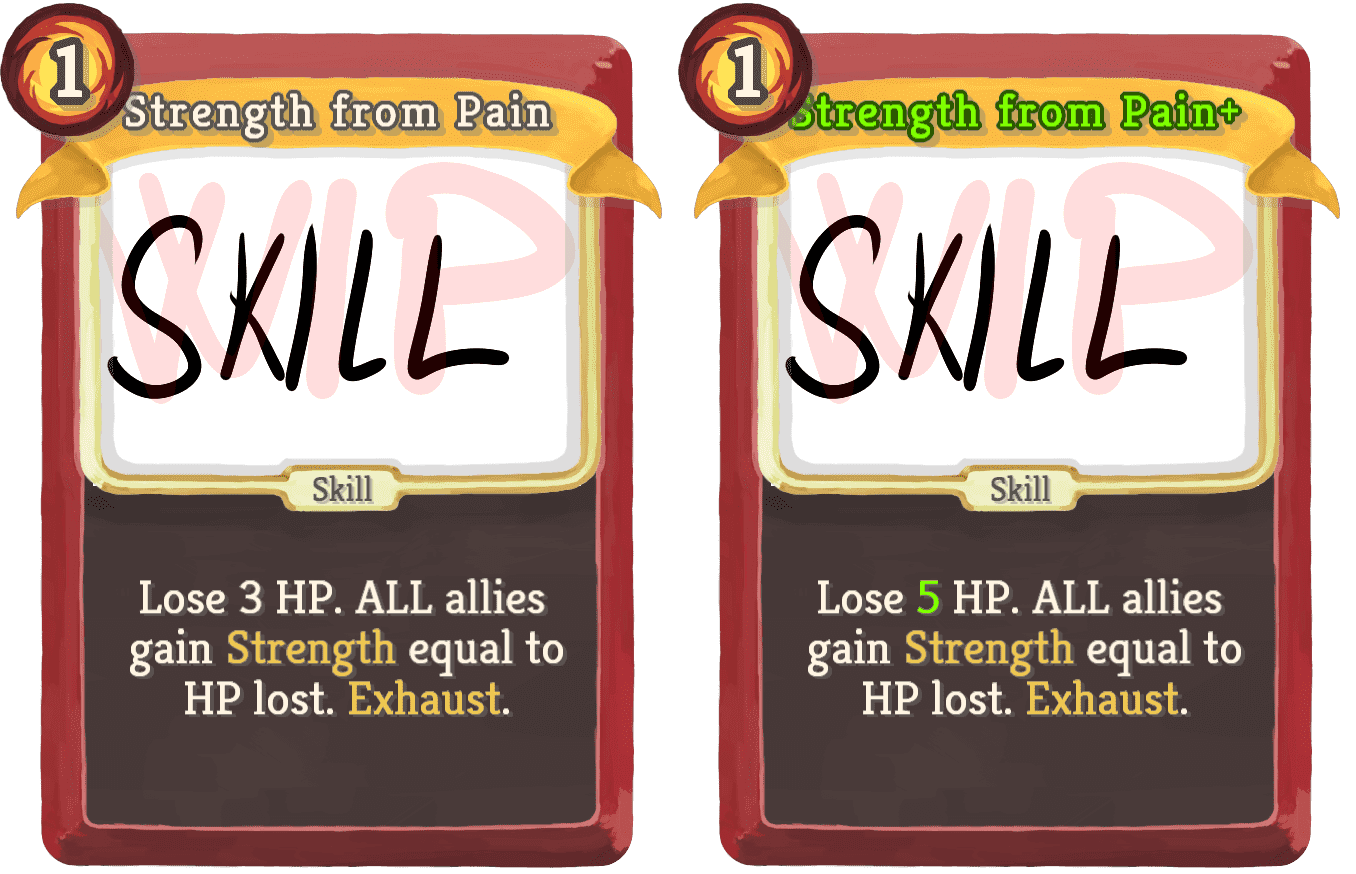 1
Strength from Pain
WIP
SKILL
Skill
Lose 3 HP. ALL allies
gain Strength equal to
HP lost. Exhaust.
1
Strength from Pain+
WIP
SKILL
Skill
Lose 5 HP. ALL allies
gain Strength equal to
HP lost. Exhaust.